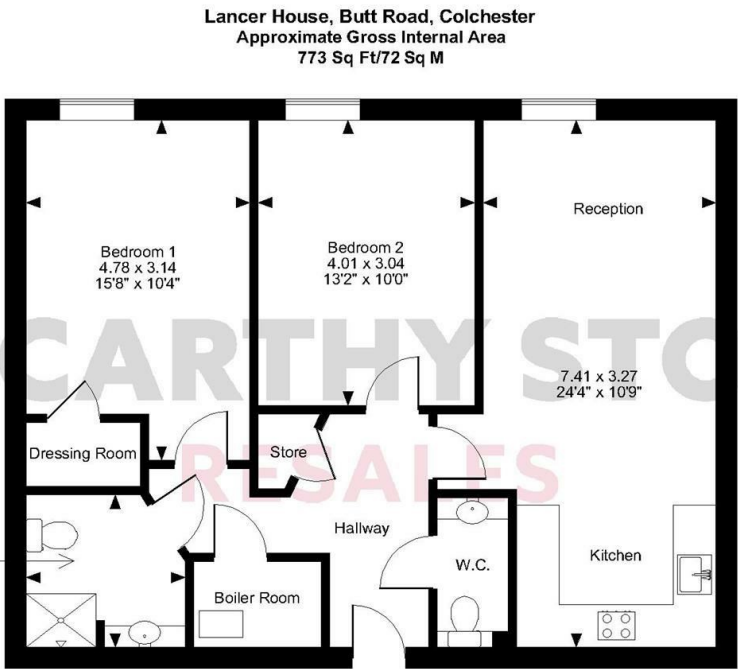 Lancer House, Butt Road, Colchester
Approximate Gross Internal Area
773 Sq Ft/72 Sq M
Reception
Bedroom 1
4.78 x 3.14
15'8" x 10'4"
Bedroom 2
4.01 x 3.04
13'2" x 10'0"
CARTHY STO
7.41 x 3.27
24'4" x 10'9"
Dressing Room
Store
RESALES
Hallway
Kitchen
W.C.
Boiler Room